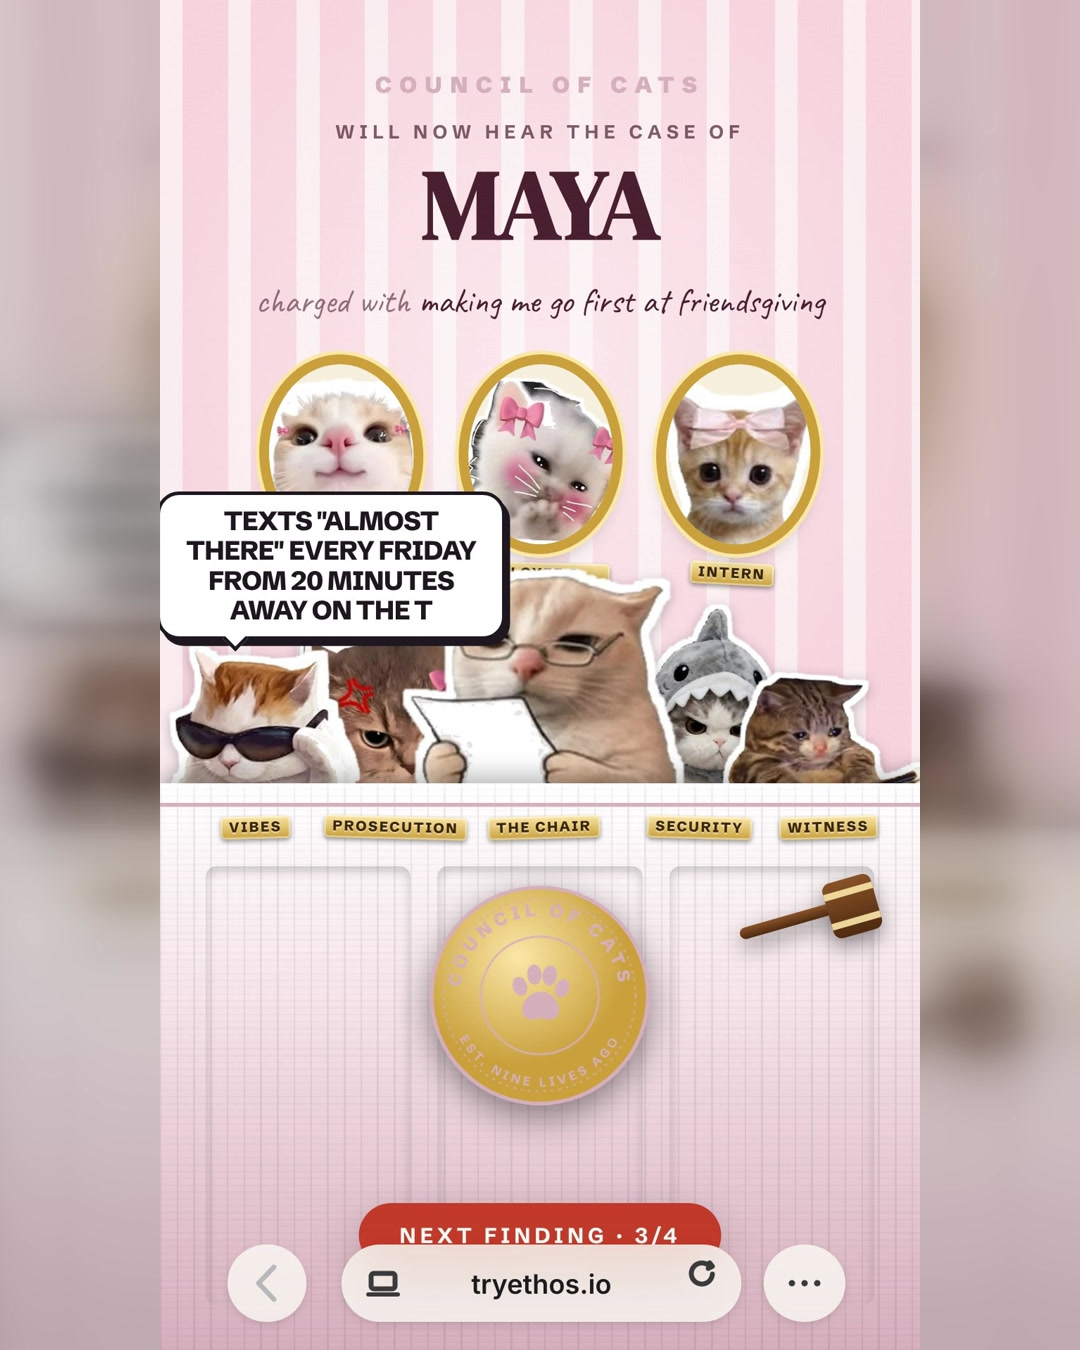 COUNCIL OF CATS
WILL NOW HEAR THE CASE OF
MAYA
charged with making me go first at friendsgiving
TEXTS "ALMOST
THERE" EVERY FRIDAY
FROM 20 MINUTES
AWAY ON THE T
INTERN
VIBES
PROSECUTION
THE CHAIR
SECURITY
WITNESS
COUNCIL OF CATS
EST. NINE LIVES AGO
NEXT FINDING · 3/4
tryethos.io